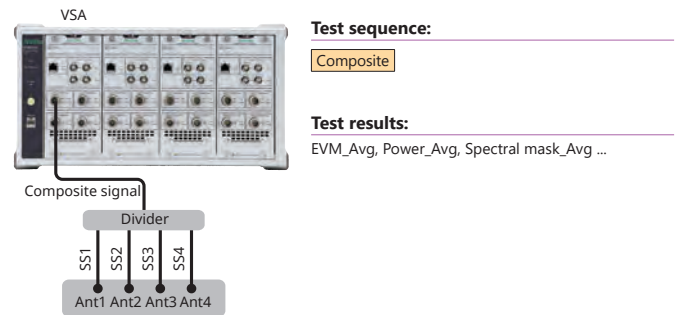 VSA
Test sequence:
Composite
Test results:
EVM_Avg, Power_Avg, Spectral mask_Avg ...
Composite signal
Divider
SS1
SS2
SS3
SS4
Ant1 Ant2 Ant3 Ant4